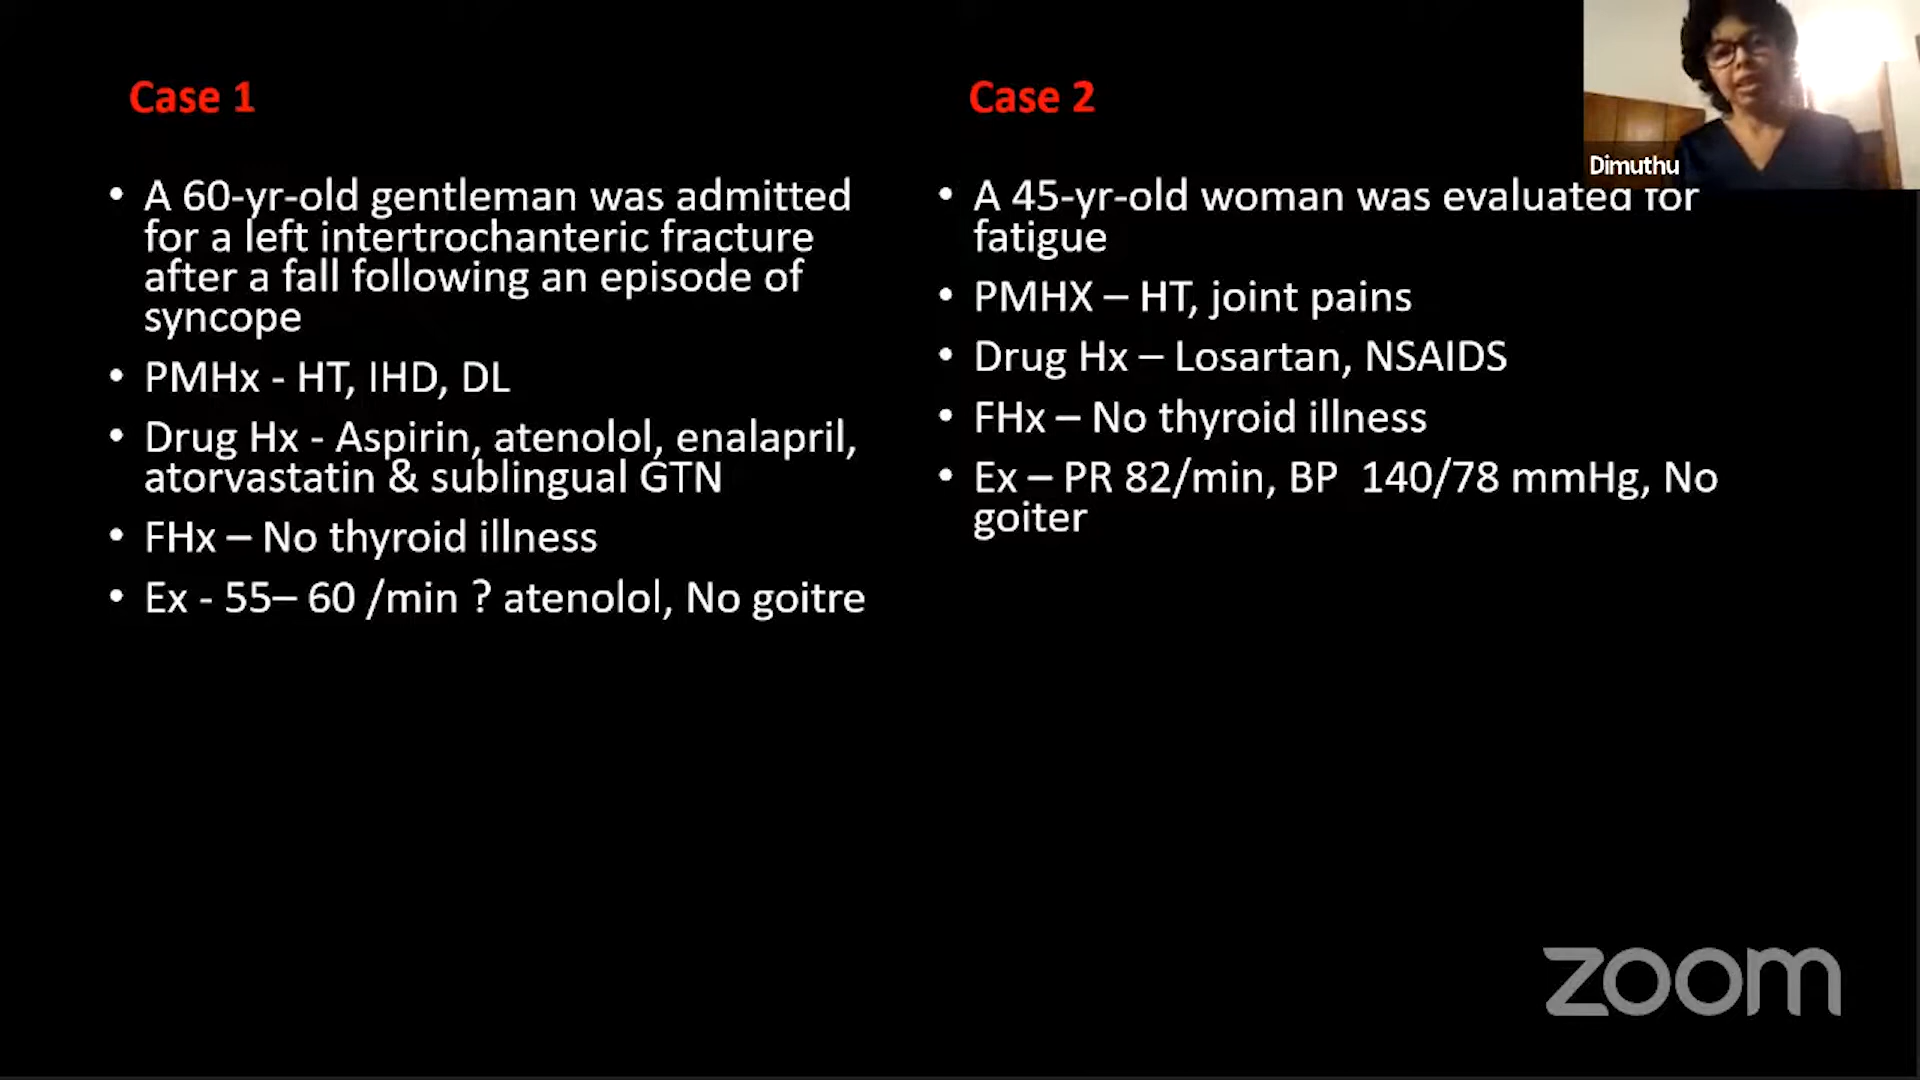 Case 1
• A 60-yr-old gentleman was admitted
for a left intertrochanteric fracture
after a fall following an episode of
syncope
• PMHx - HT, IHD, DL
• Drug Hx - Aspirin, atenolol, enalapril,
atorvastatin & sublingual GTN
• FHx – No thyroid illness
• Ex - 55– 60 /min ? atenolol, No goitre
Case 2
• A 45-yr-old woman was evaluated for
fatigue
• PMHX – HT, joint pains
• Drug Hx – Losartan, NSAIDS
• FHx – No thyroid illness
• Ex – PR 82/min, BP  140/78 mmHg, No
goiter
Dimuthu
zoom